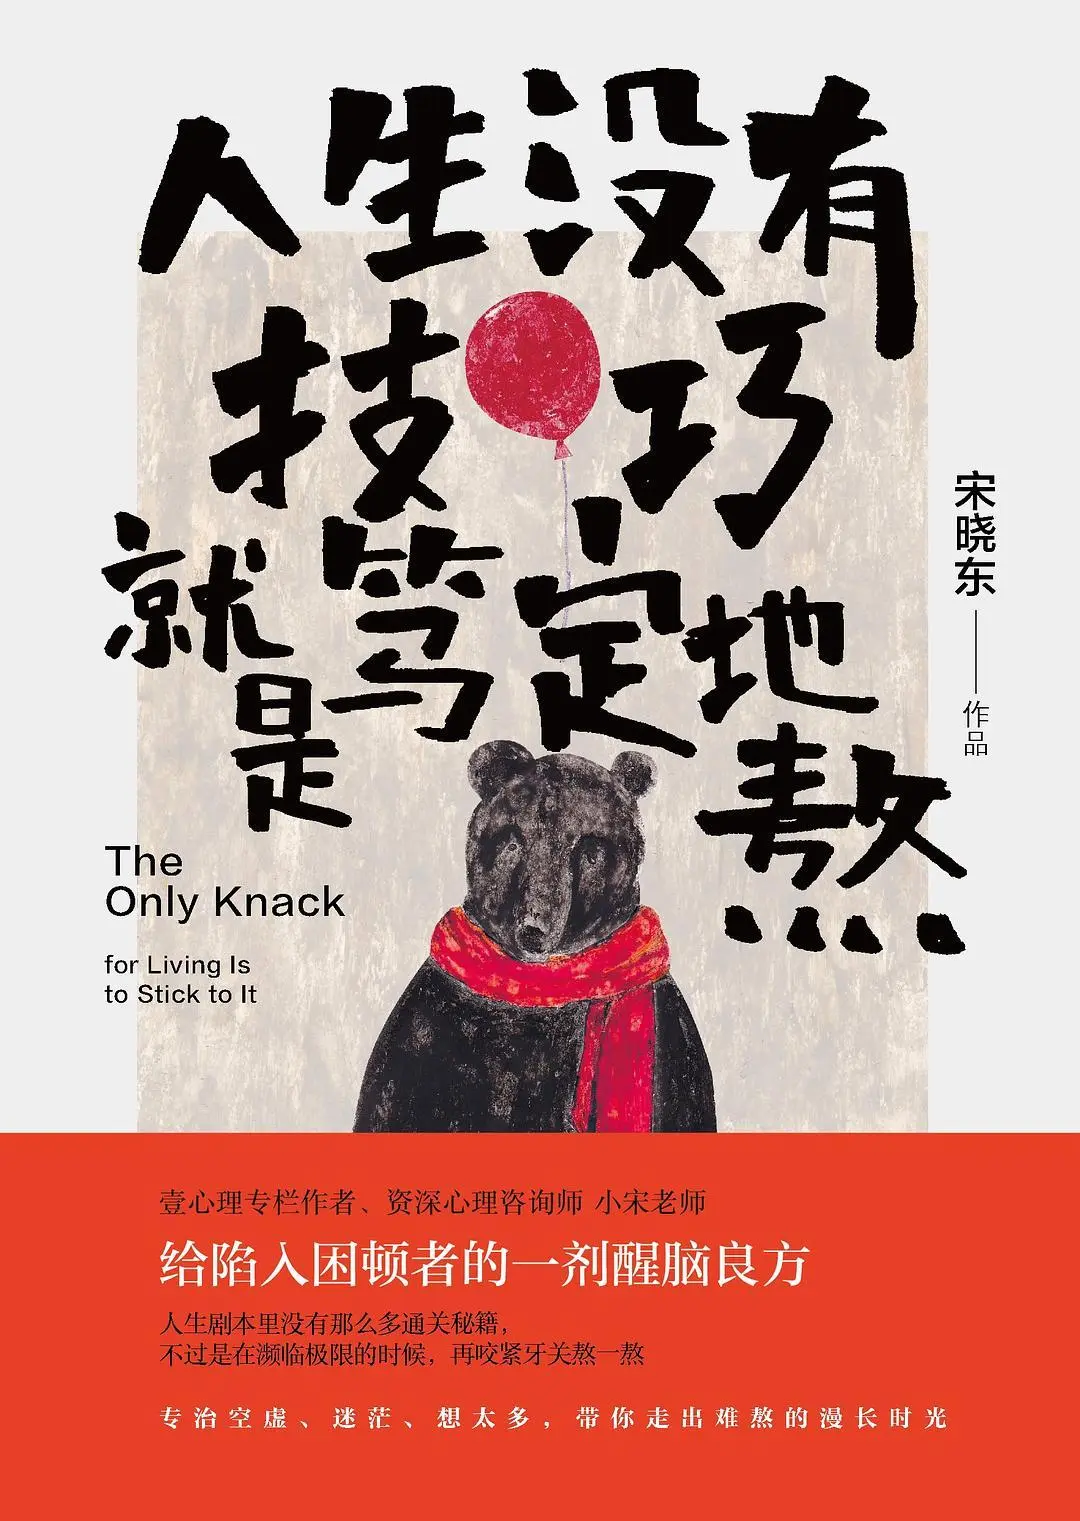 人生没有
技巧
就是笃定地
熬
宋晓东——作品
The
Only Knack
for Living Is
to Stick to It
壹心理专栏作者、资深心理咨询师 小宋老师
给陷入困顿者的一剂醒脑良方
人生剧本里没有那么多通关秘籍，
不过是在濒临极限的时候，再咬紧牙关熬一熬
专治空虚、迷茫、想太多，带你走出难熬的漫长时光